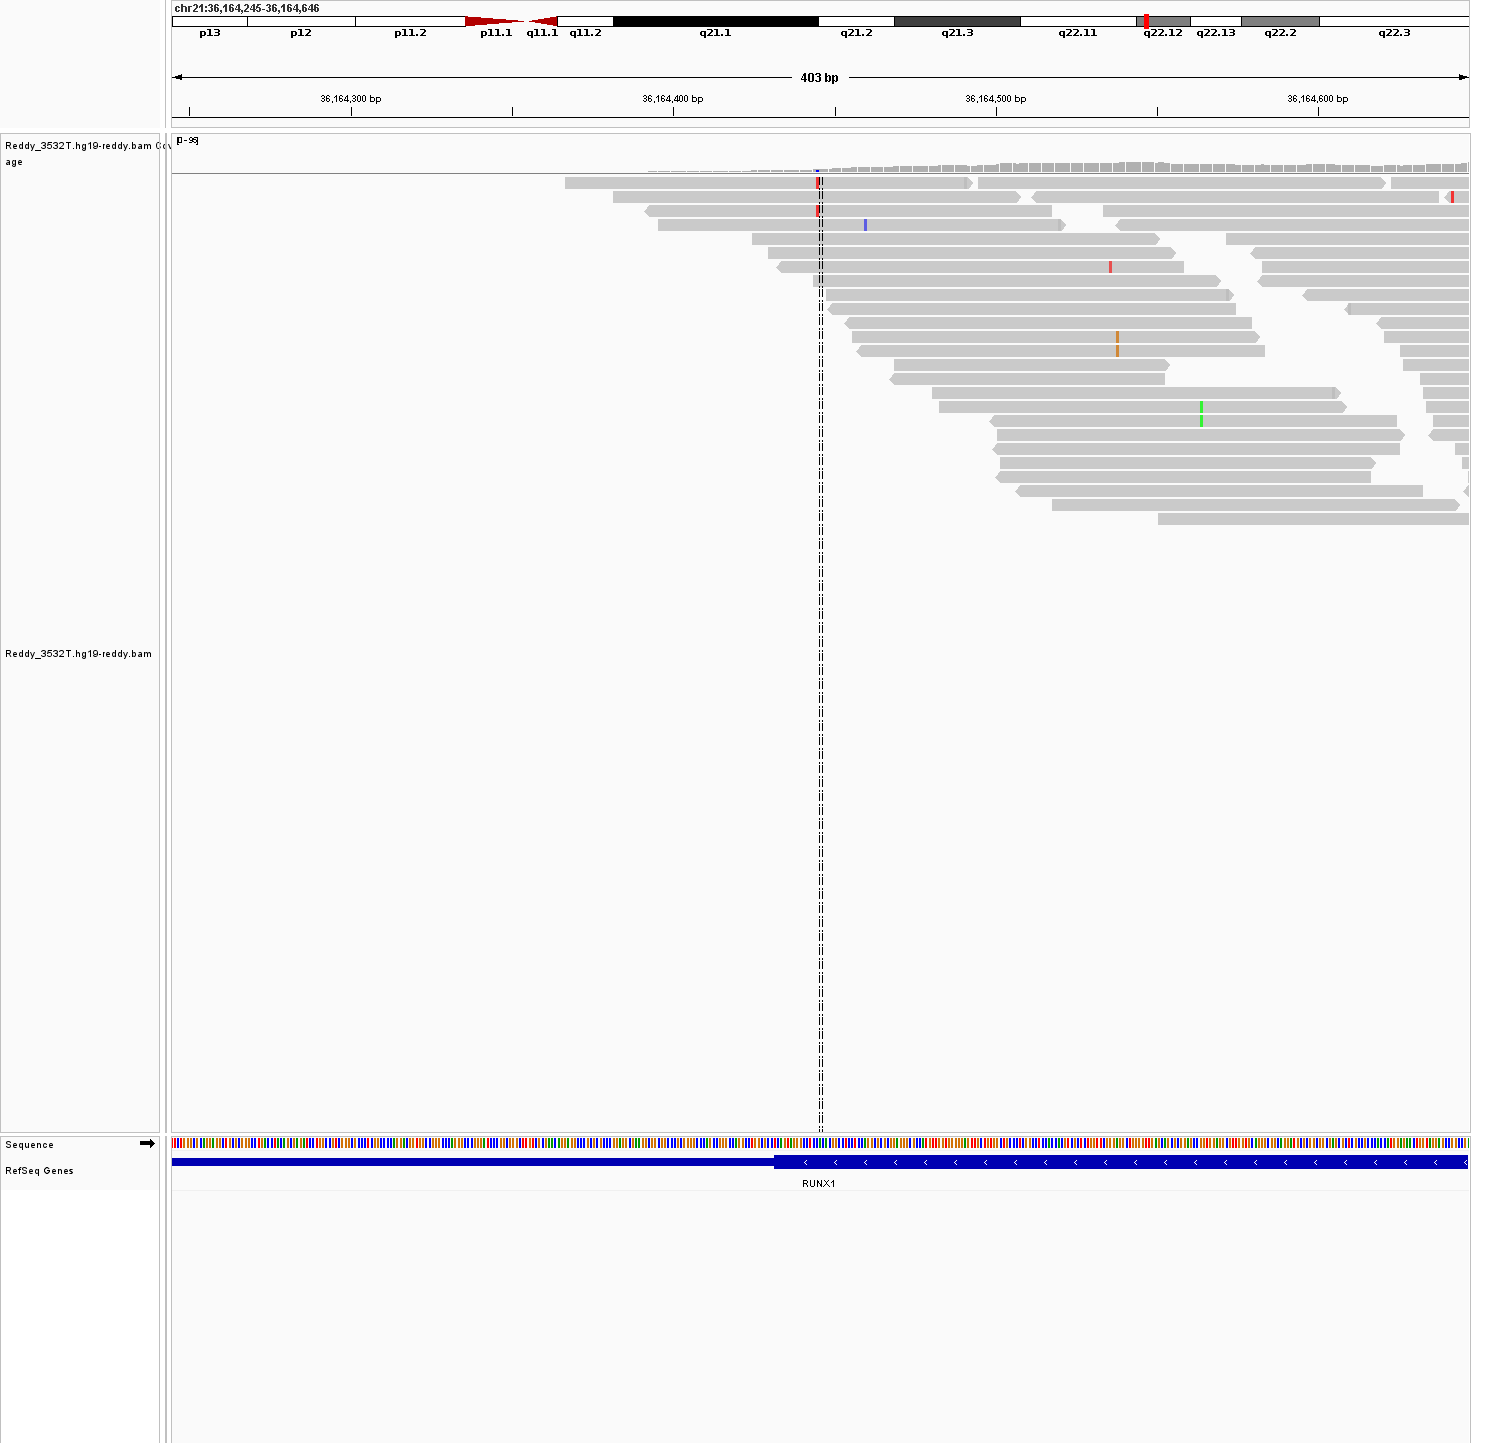 chr21:36,164,245-36,164,646
p13 p12 p11.2 p11.1 q11.1 q11.2 q21.1 q21.2 q21.3 q22.11 q22.12 q22.13 q22.2 q22.3
403 bp
36,164,300 bp 36,164,400 bp 36,164,500 bp 36,164,600 bp
Reddy_3532T.hg19-reddy.bam Cov
age
Reddy_3532T.hg19-reddy.bam
Sequence
RefSeq Genes
RUNX1